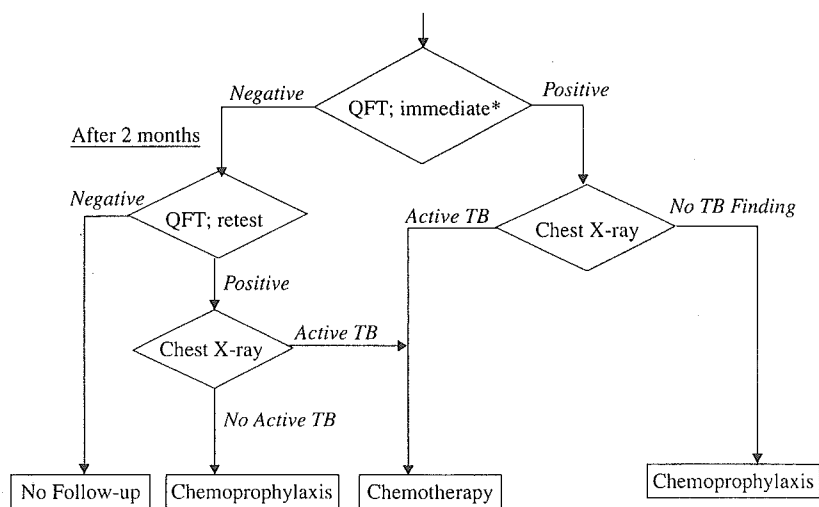 Negative
QFT; immediate*
Positive
After 2 months
Negative
QFT; retest
Active TB
Chest X-ray
No TB Finding
Positive
Chest X-ray
Active TB
No Active TB
No Follow-up
Chemoprophylaxis
Chemotherapy
Chemoprophylaxis